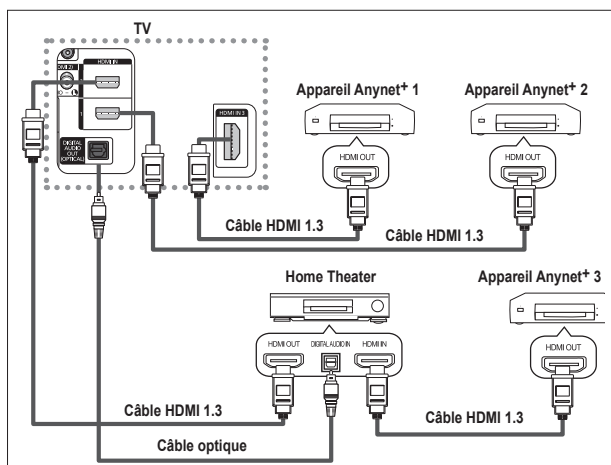 TV
HDMI IN
HDMI IN 3
DIGITAL
AUDIO
OUT
(OPTICAL)
Appareil Anynet+ 1
HDMI OUT
Appareil Anynet+ 2
HDMI OUT
Câble HDMI 1.3
Câble HDMI 1.3
Home Theater
Appareil Anynet+ 3
HDMI OUT
DIGITAL AUDIO IN
HDMI IN
HDMI OUT
Câble HDMI 1.3
Câble HDMI 1.3
Câble optique